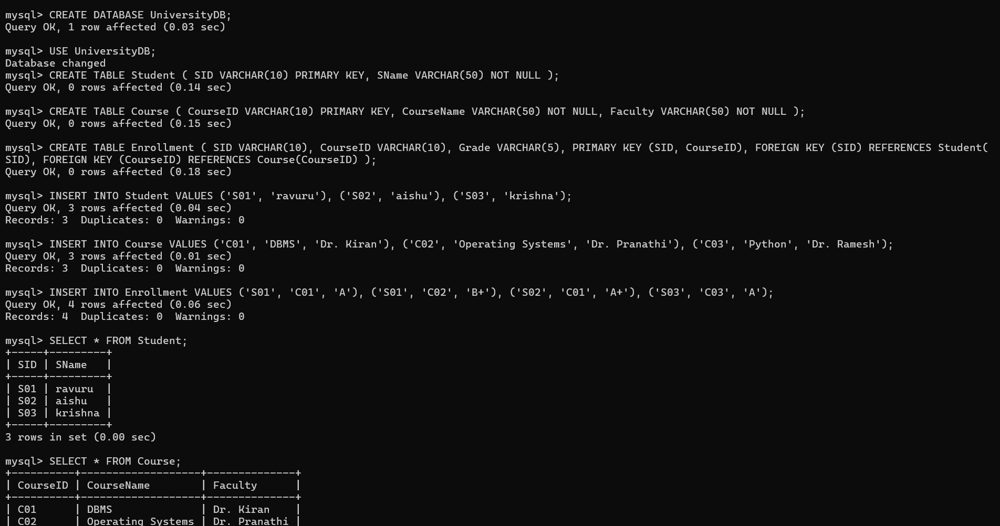 mysql> CREATE DATABASE UniversityDB;
Query OK, 1 row affected (0.03 sec)

mysql> USE UniversityDB;
Database changed
mysql> CREATE TABLE Student ( SID VARCHAR(10) PRIMARY KEY, SName VARCHAR(50) NOT NULL );
Query OK, 0 rows affected (0.14 sec)

mysql> CREATE TABLE Course ( CourseID VARCHAR(10) PRIMARY KEY, CourseName VARCHAR(50) NOT NULL, Faculty VARCHAR(50) NOT NULL );
Query OK, 0 rows affected (0.15 sec)

mysql> CREATE TABLE Enrollment ( SID VARCHAR(10), CourseID VARCHAR(10), Grade VARCHAR(5), PRIMARY KEY (SID, CourseID), FOREIGN KEY (SID) REFERENCES Student(
SID), FOREIGN KEY (CourseID) REFERENCES Course(CourseID) );
Query OK, 0 rows affected (0.18 sec)

mysql> INSERT INTO Student VALUES ('S01', 'ravuru'), ('S02', 'aishu'), ('S03', 'krishna');
Query OK, 3 rows affected (0.04 sec)
Records: 3  Duplicates: 0  Warnings: 0

mysql> INSERT INTO Course VALUES ('C01', 'DBMS', 'Dr. Kiran'), ('C02', 'Operating Systems', 'Dr. Pranathi'), ('C03', 'Python', 'Dr. Ramesh');
Query OK, 3 rows affected (0.01 sec)
Records: 3  Duplicates: 0  Warnings: 0

mysql> INSERT INTO Enrollment VALUES ('S01', 'C01', 'A'), ('S01', 'C02', 'B+'), ('S02', 'C01', 'A+'), ('S03', 'C03', 'A');
Query OK, 4 rows affected (0.06 sec)
Records: 4  Duplicates: 0  Warnings: 0

mysql> SELECT * FROM Student;
+-----+---------+
| SID | SName   |
+-----+---------+
| S01 | ravuru  |
| S02 | aishu   |
| S03 | krishna |
+-----+---------+
3 rows in set (0.00 sec)

mysql> SELECT * FROM Course;
+----------+-------------------+--------------+
| CourseID | CourseName        | Faculty      |
+----------+-------------------+--------------+
| C01      | DBMS              | Dr. Kiran    |
| C02      | Operating Systems | Dr. Pranathi |